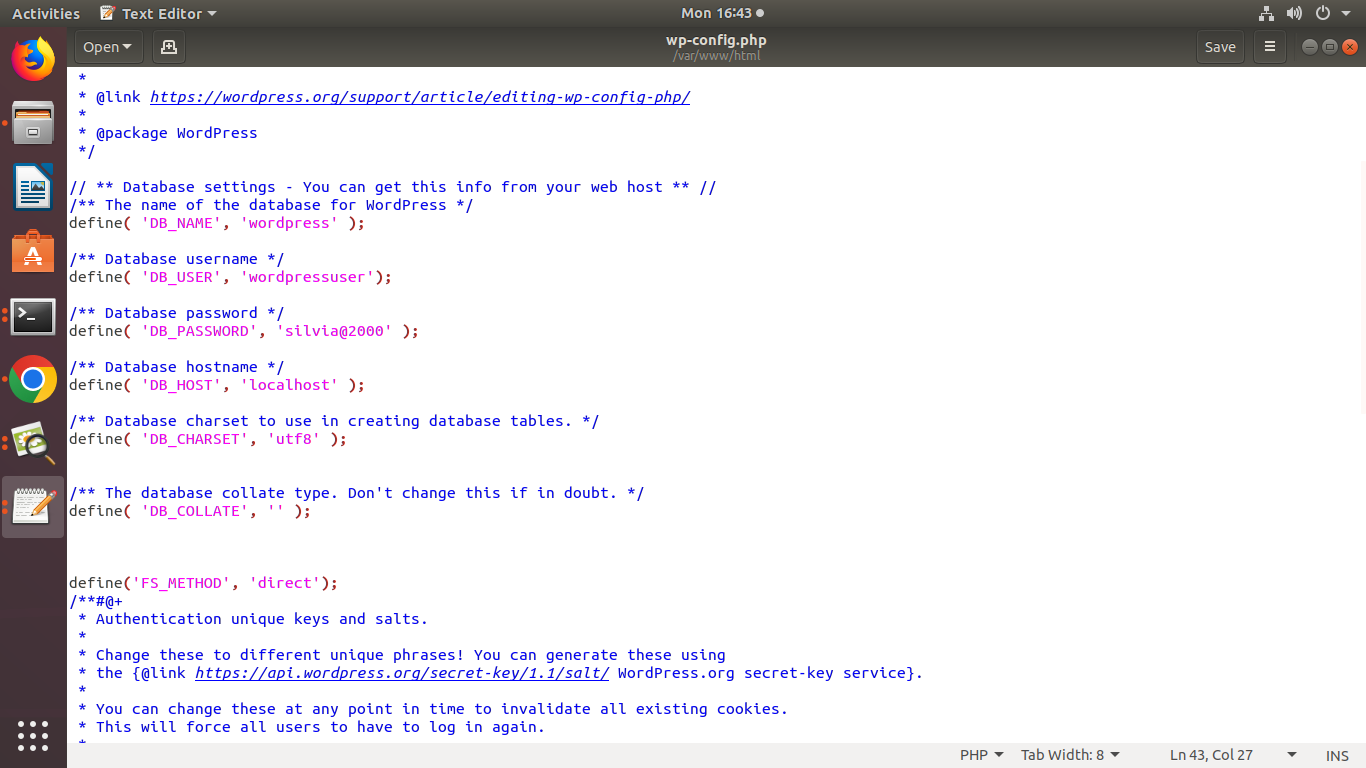 Activities Text Editor Mon 16:43
Open wp-config.php Save
/var/www/html
*
* @link https://wordpress.org/support/article/editing-wp-config-php/
*
* @package WordPress
*/
// ** Database settings - You can get this info from your web host ** //
/** The name of the database for WordPress */
define( 'DB_NAME', 'wordpress' );
/** Database username */
define( 'DB_USER', 'wordpressuser');
/** Database password */
define( 'DB_PASSWORD', 'silvia@2000' );
/** Database hostname */
define( 'DB_HOST', 'localhost' );
/** Database charset to use in creating database tables. */
define( 'DB_CHARSET', 'utf8' );
/** The database collate type. Don't change this if in doubt. */
define( 'DB_COLLATE', '' );
define('FS_METHOD', 'direct');
/**#@+
* Authentication unique keys and salts.
*
* Change these to different unique phrases! You can generate these using
* the {@link https://api.wordpress.org/secret-key/1.1/salt/ WordPress.org secret-key service}.
*
* You can change these at any point in time to invalidate all existing cookies.
* This will force all users to have to log in again.
*
PHP Tab Width: 8 Ln 43, Col 27 INS